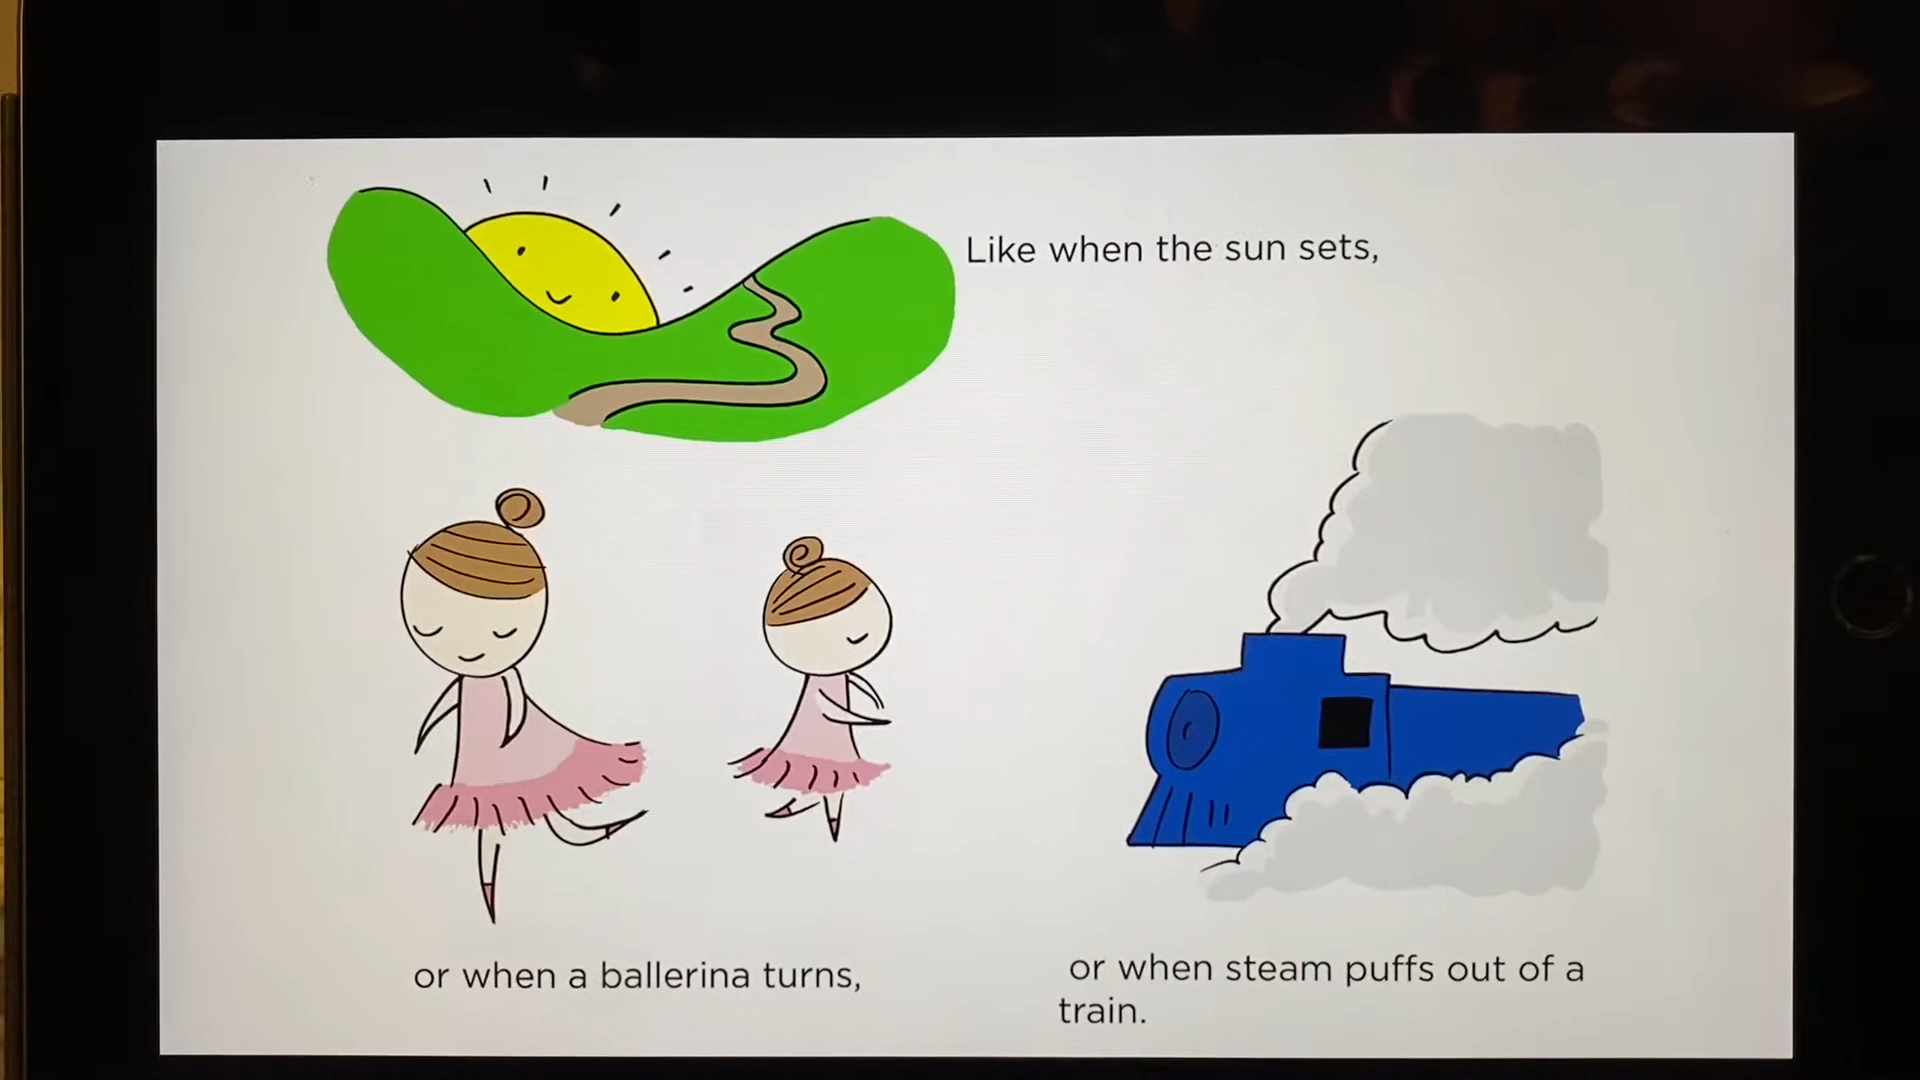 Like when the sun sets,
or when a ballerina turns,
or when steam puffs out of a
train.